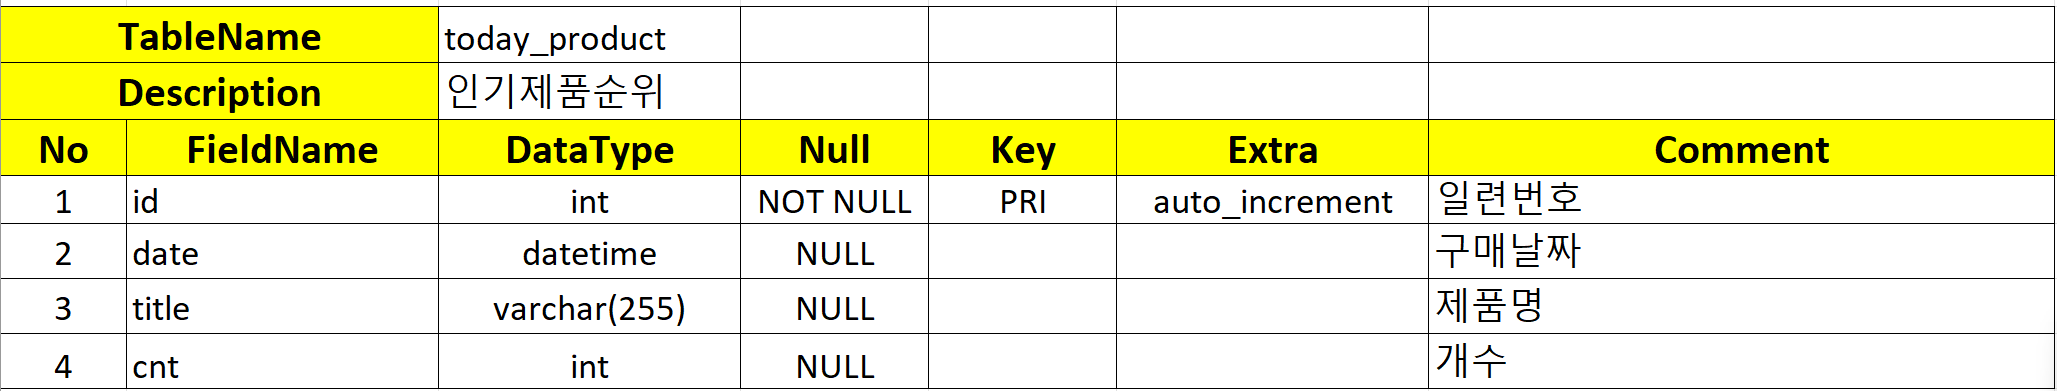 TableName today_product
Description 인기제품순위
No FieldName DataType Null Key Extra Comment
1 id int NOT NULL PRI auto_increment 일련번호
2 date datetime NULL 구매날짜
3 title varchar(255) NULL 제품명
4 cnt int NULL 개수